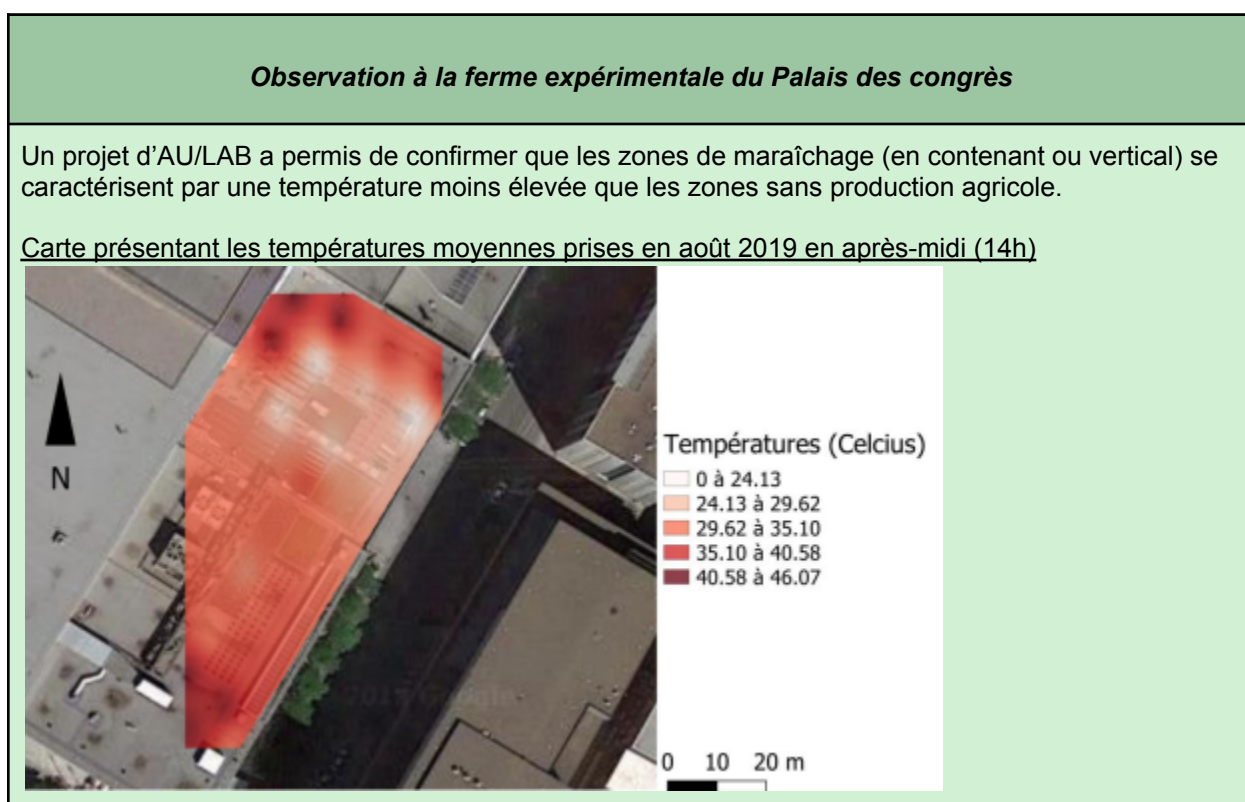 Observation à la ferme expérimentale du Palais des congrès
Un projet d’AU/LAB a permis de confirmer que les zones de maraîchage (en contenant ou vertical) se
caractérisent par une température moins élevée que les zones sans production agricole.
Carte présentant les températures moyennes prises en août 2019 en après-midi (14h)
N
Températures (Celcius)
0 à 24.13
24.13 à 29.62
29.62 à 35.10
35.10 à 40.58
40.58 à 46.07
0 10 20 m